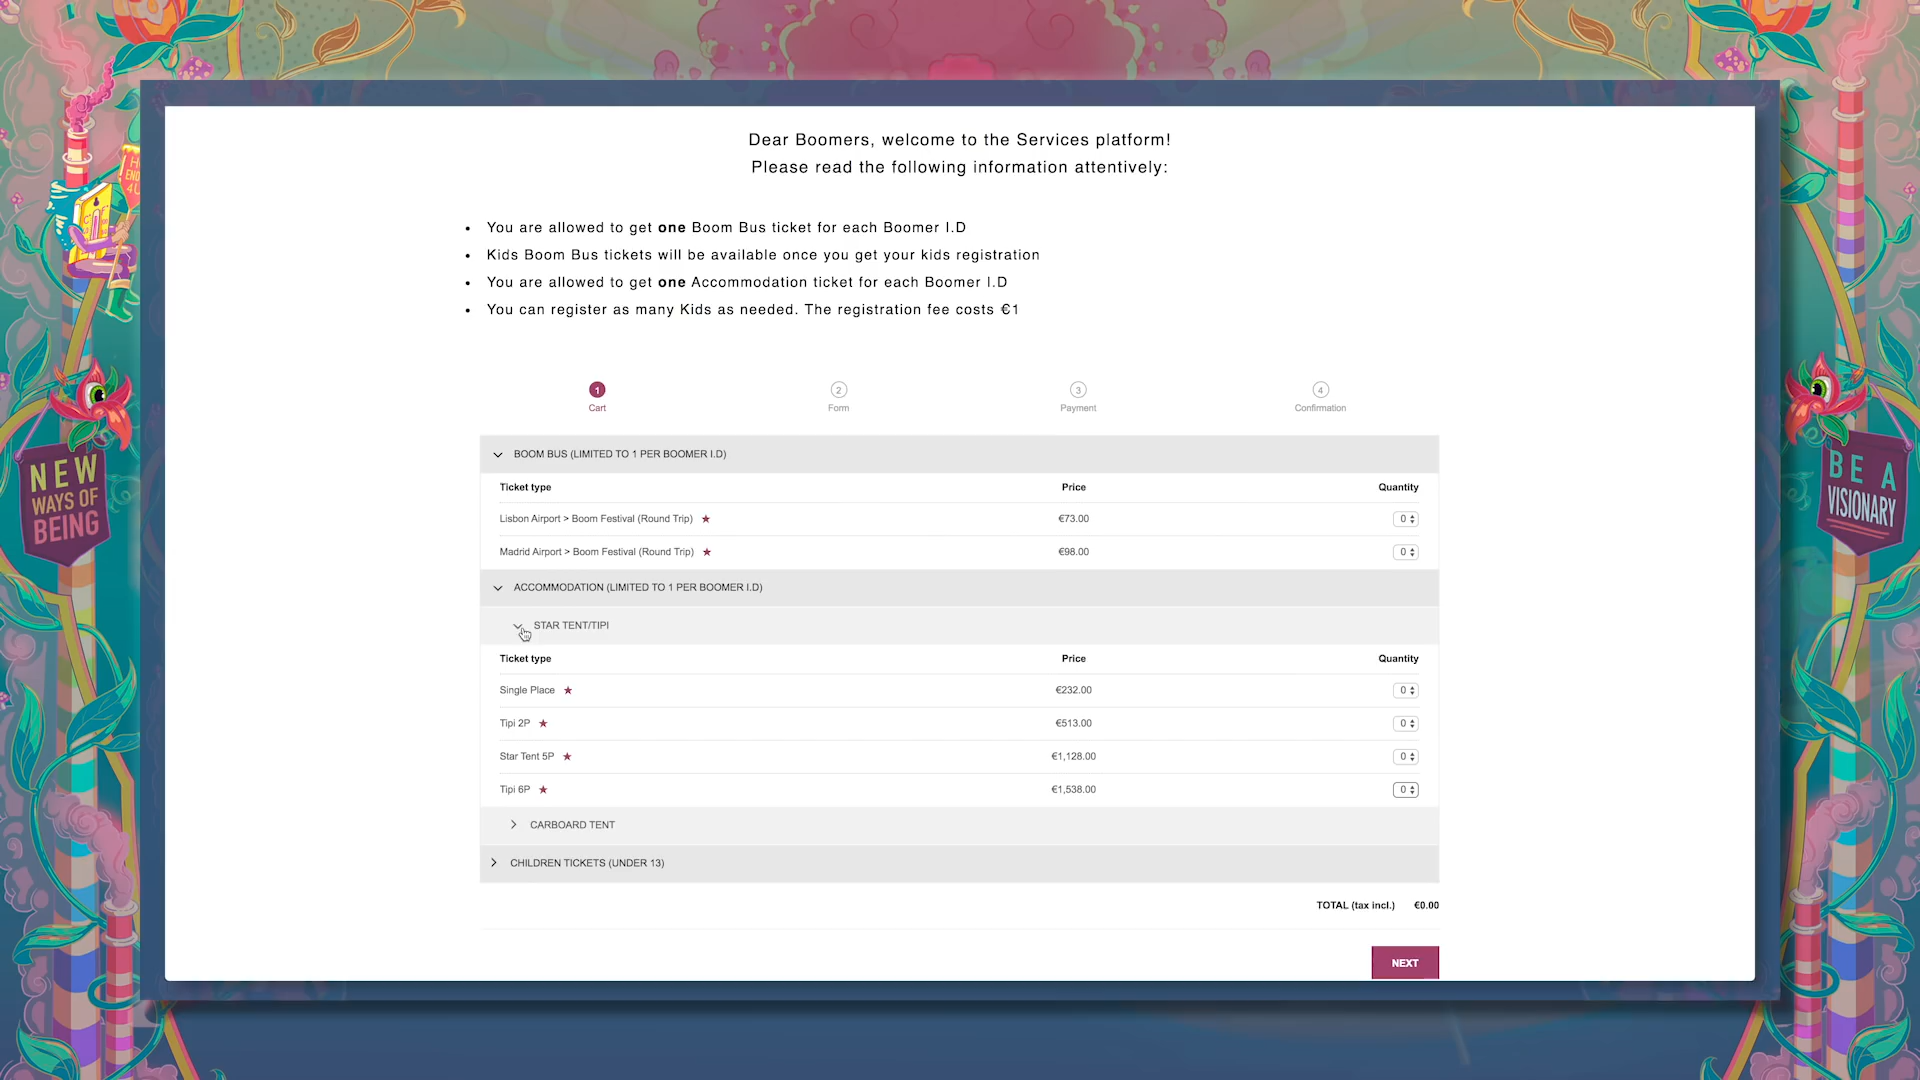 Dear Boomers, welcome to the Services platform!
Please read the following information attentively:
• You are allowed to get one Boom Bus ticket for each Boomer I.D
• Kids Boom Bus tickets will be available once you get your kids registration
• You are allowed to get one Accommodation ticket for each Boomer I.D
• You can register as many Kids as needed. The registration fee costs €1
1 2 3 4
Cart Form Payment Confirmation
BOOM BUS (LIMITED TO 1 PER BOOMER I.D)
Ticket type Price Quantity
Lisbon Airport > Boom Festival (Round Trip) ★ €73.00 0
Madrid Airport > Boom Festival (Round Trip) ★ €98.00 0
ACCOMMODATION (LIMITED TO 1 PER BOOMER I.D)
STAR TENT/TIPI
Ticket type Price Quantity
Single Place ★ €232.00 0
Tipi 2P ★ €513.00 0
Star Tent 5P ★ €1,128.00 0
Tipi 6P ★ €1,538.00 0
CARBOARD TENT
CHILDREN TICKETS (UNDER 13)
TOTAL (tax incl.) €0.00
NEXT
NEW
WAYS OF
BEING
BE A
VISIONARY